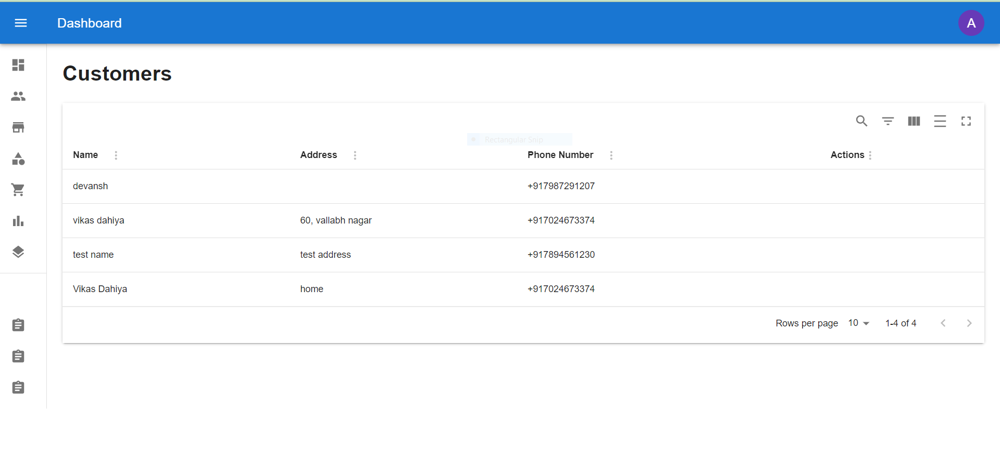 Dashboard
A
Customers
Rectangular Snip
Name Address Phone Number Actions
devansh +917987291207
vikas dahiya 60, vallabh nagar +917024673374
test name test address +917894561230
Vikas Dahiya home +917024673374
Rows per page 10 1-4 of 4